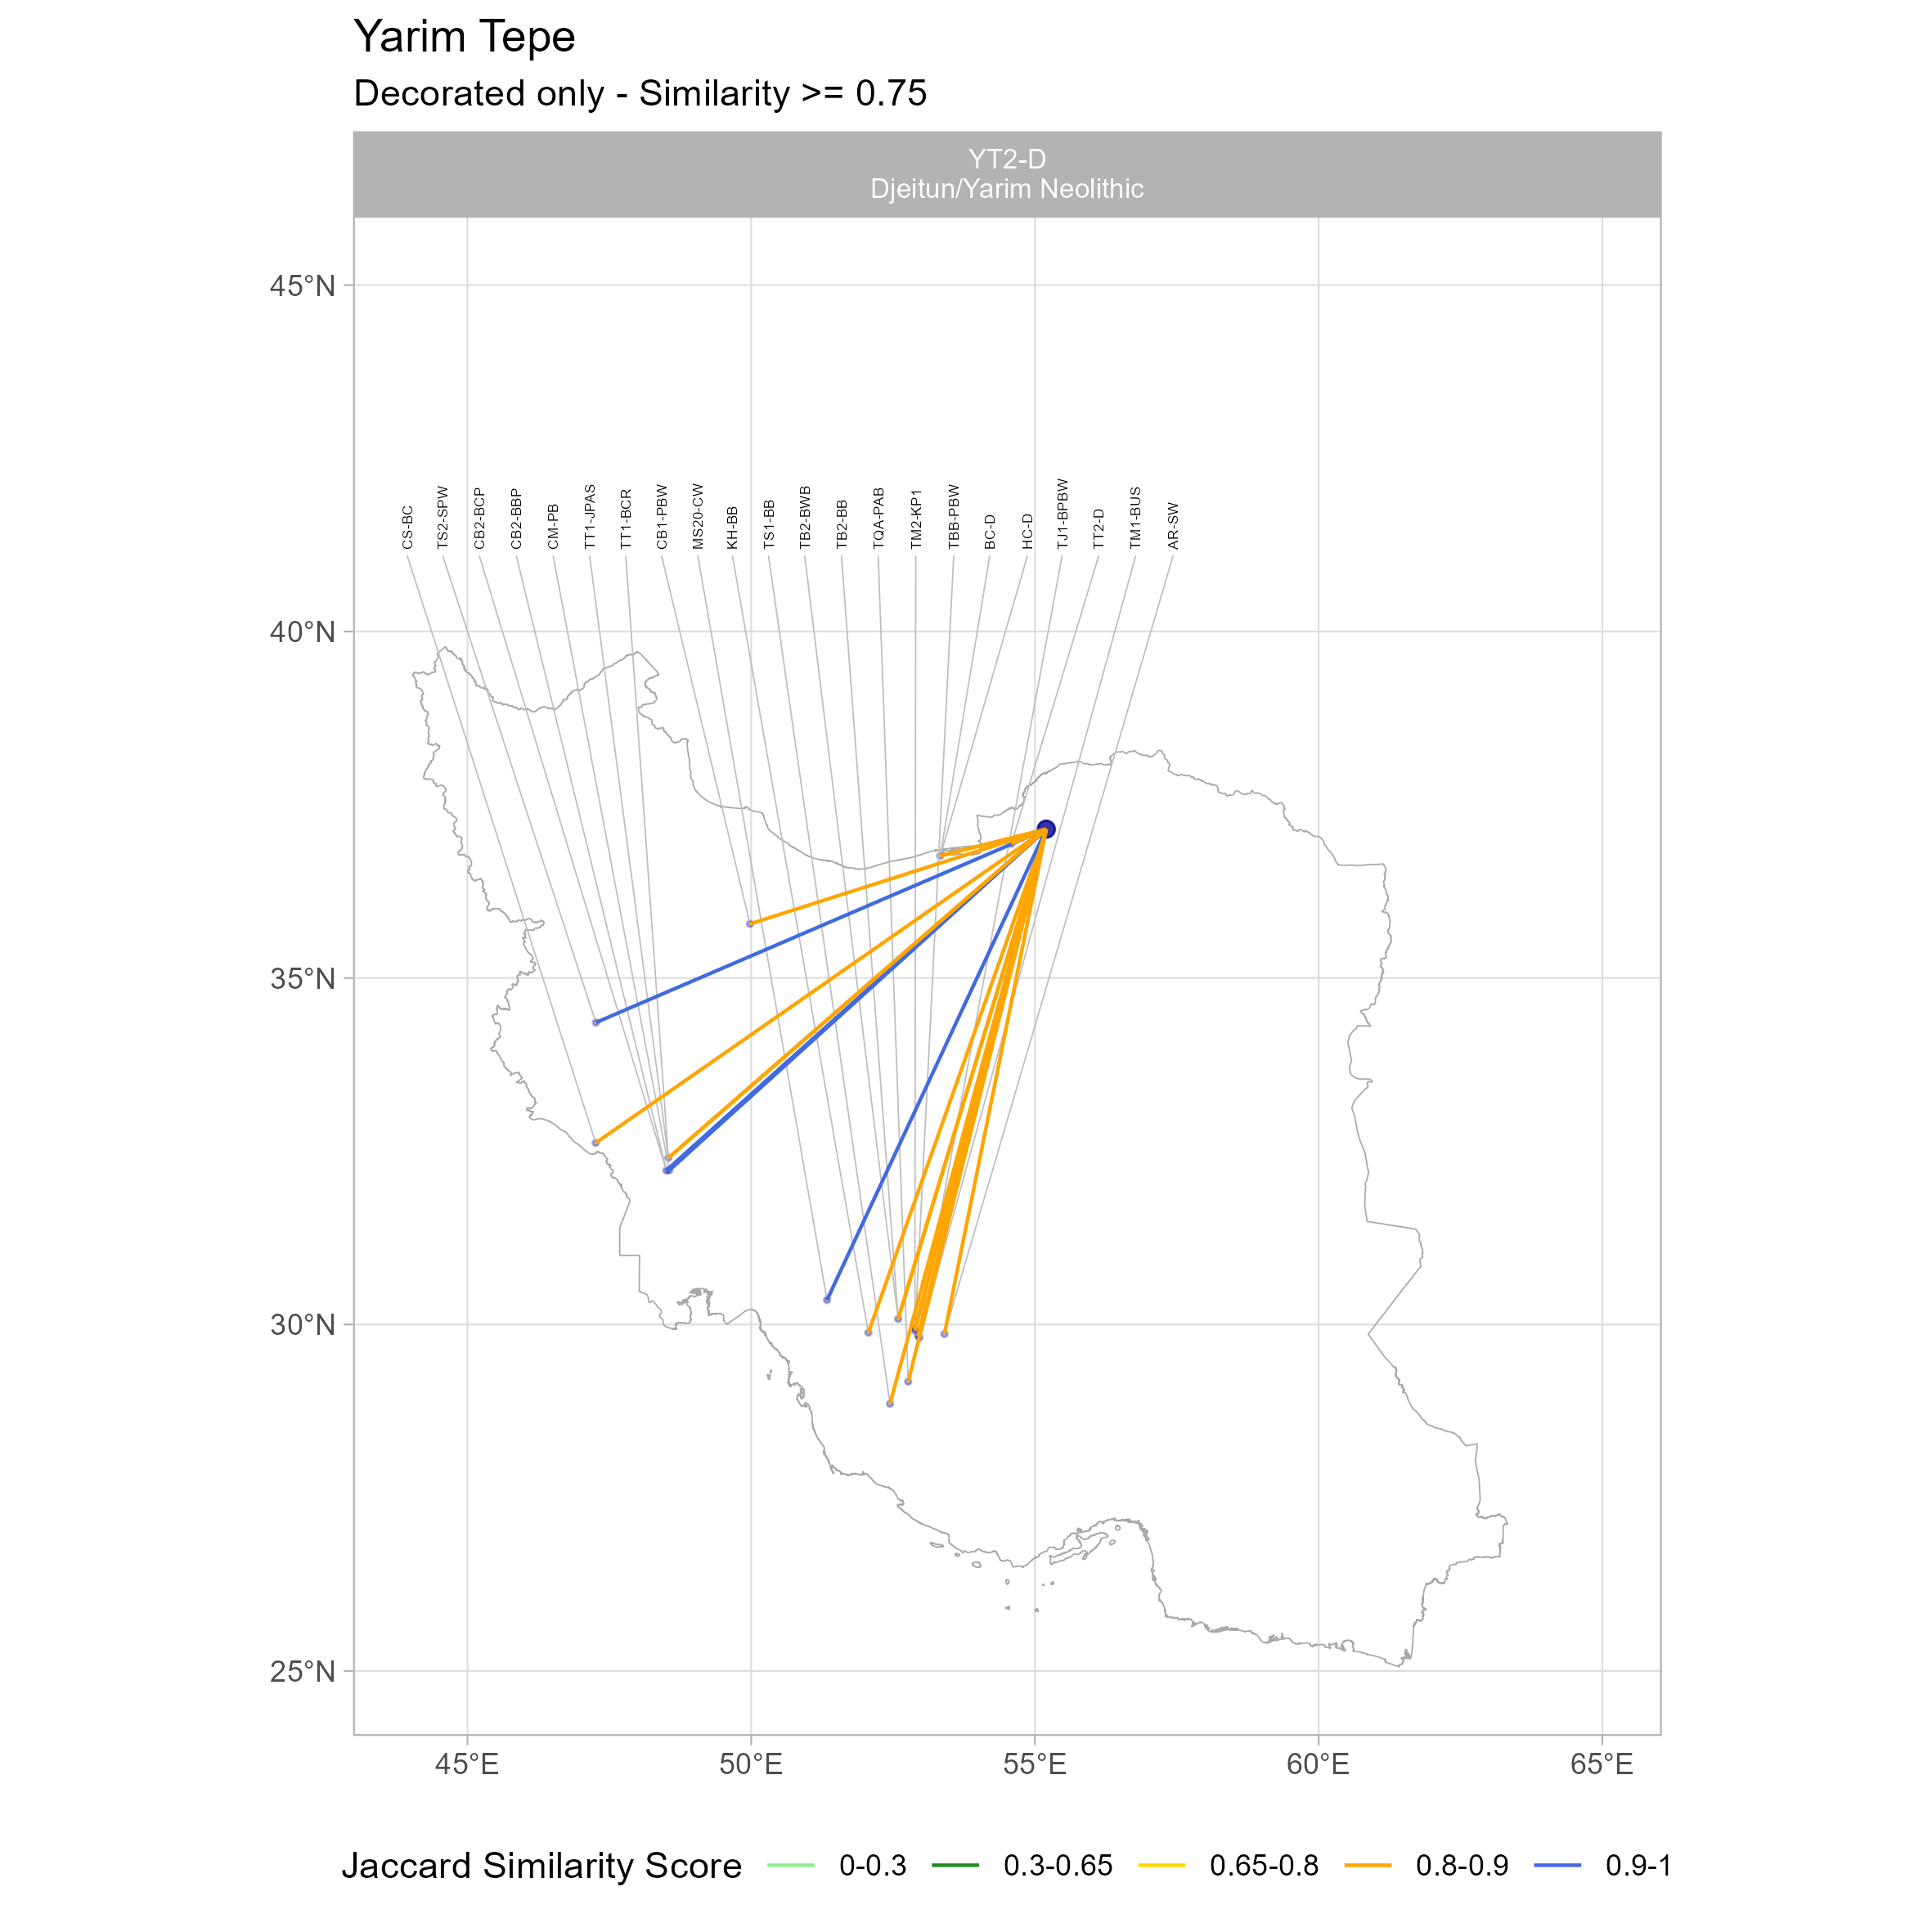 Yarim Tepe
Decorated only - Similarity >= 0.75
YT2-D
Djeitun/Yarim Neolithic
45°N
40°N
35°N
30°N
25°N
CS-BC
TS2-SPW
CB2-BCP
CB2-BBP
CM-PB
TT1-JPAS
TT1-BCR
CB1-PBW
MS20-CW
KH-BB
TS1-BB
TB2-BWB
TB2-BB
TQA-PAB
TM2-KP1
TBB-PBW
BC-D
HC-D
TJ1-BPBW
TT2-D
TM1-BUS
AR-SW
45°E 50°E 55°E 60°E 65°E
Jaccard Similarity Score 0-0.3 0.3-0.65 0.65-0.8 0.8-0.9 0.9-1